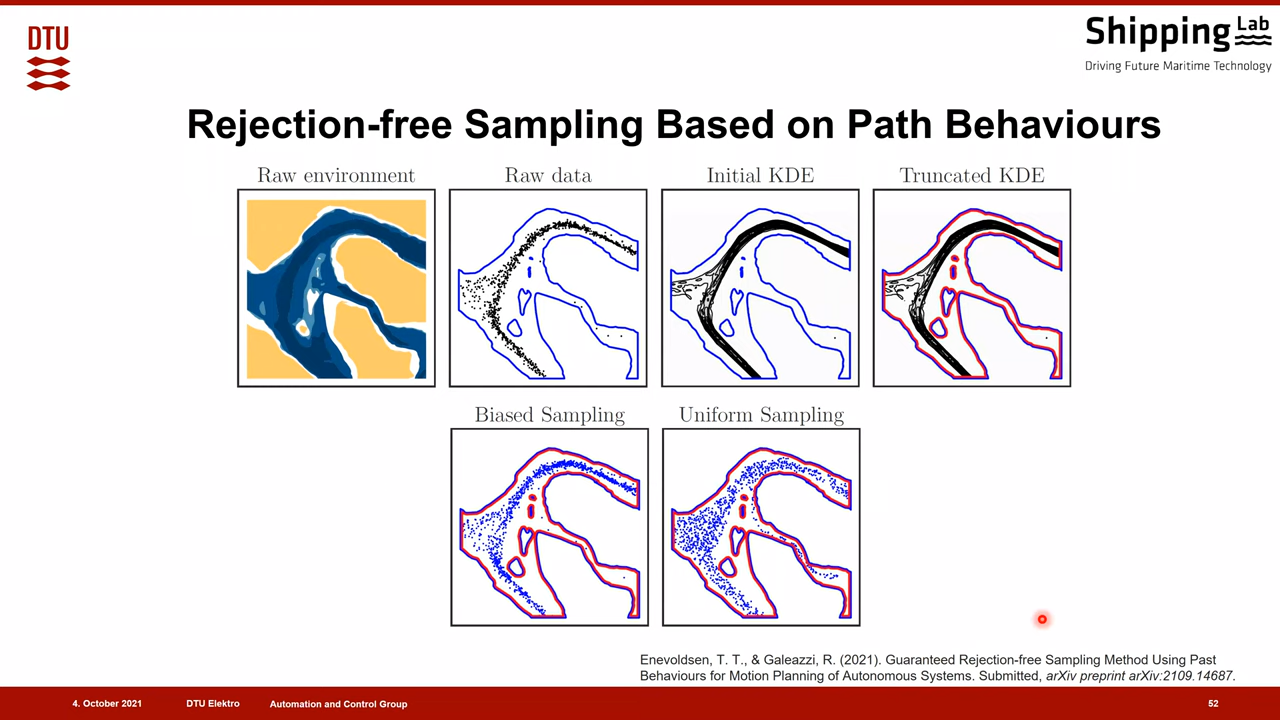 DTU
Shipping Lab
Driving Future Maritime Technology
Rejection-free Sampling Based on Path Behaviours
Raw environment
Raw data
Initial KDE
Truncated KDE
Biased Sampling
Uniform Sampling
Enevoldsen, T. T., & Galeazzi, R. (2021). Guaranteed Rejection-free Sampling Method Using Past
Behaviours for Motion Planning of Autonomous Systems. Submitted, arXiv preprint arXiv:2109.14687.
4. October 2021
DTU Elektro
Automation and Control Group
52